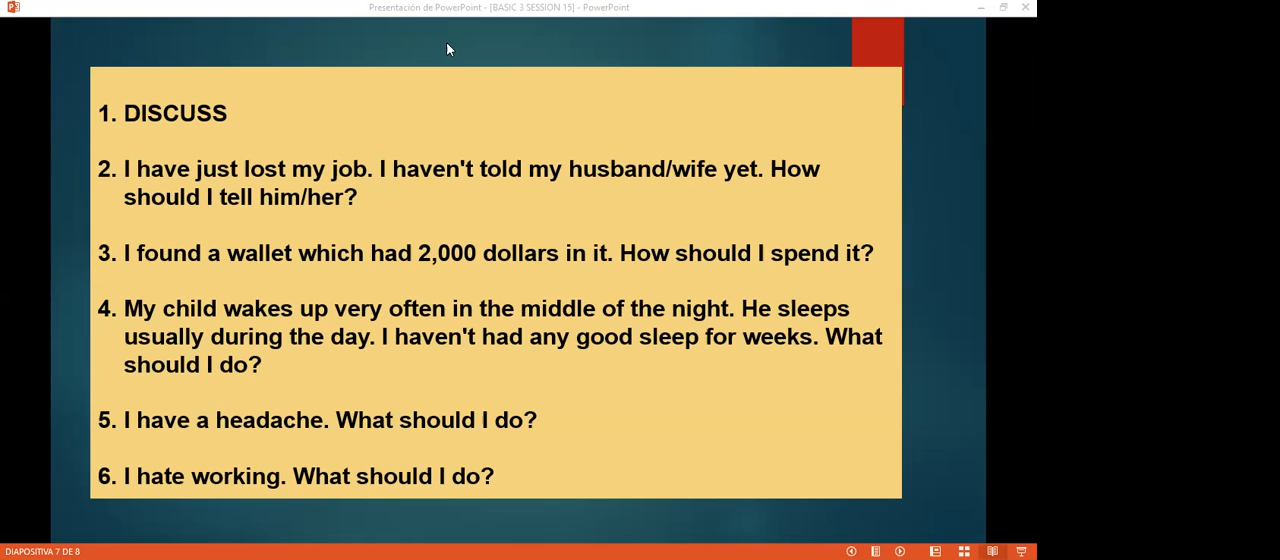 Presentación de PowerPoint - [BASIC 3 SESSION 15] - PowerPoint
1. DISCUSS
2. I have just lost my job. I haven't told my husband/wife yet. How
should I tell him/her?
3. I found a wallet which had 2,000 dollars in it. How should I spend it?
4. My child wakes up very often in the middle of the night. He sleeps
usually during the day. I haven't had any good sleep for weeks. What
should I do?
5. I have a headache. What should I do?
6. I hate working. What should I do?
DIAPOSITIVA 7 DE 8